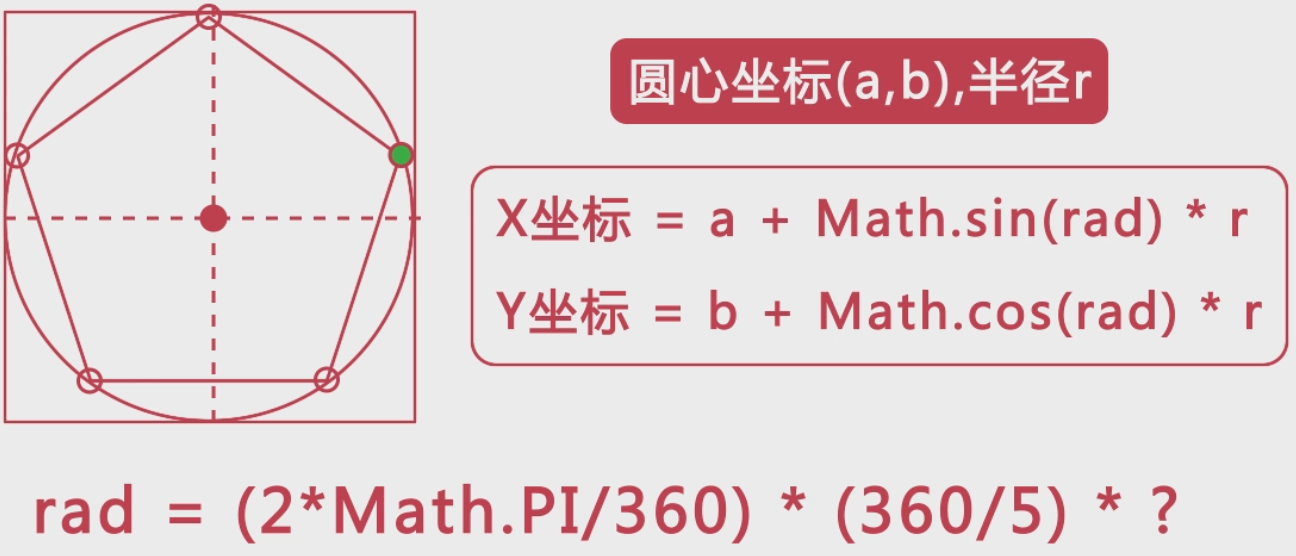 圆心坐标(a,b),半径r
X坐标 = a + Math.sin(rad) * r
Y坐标 = b + Math.cos(rad) * r
rad = (2*Math.PI/360) * (360/5) * ?